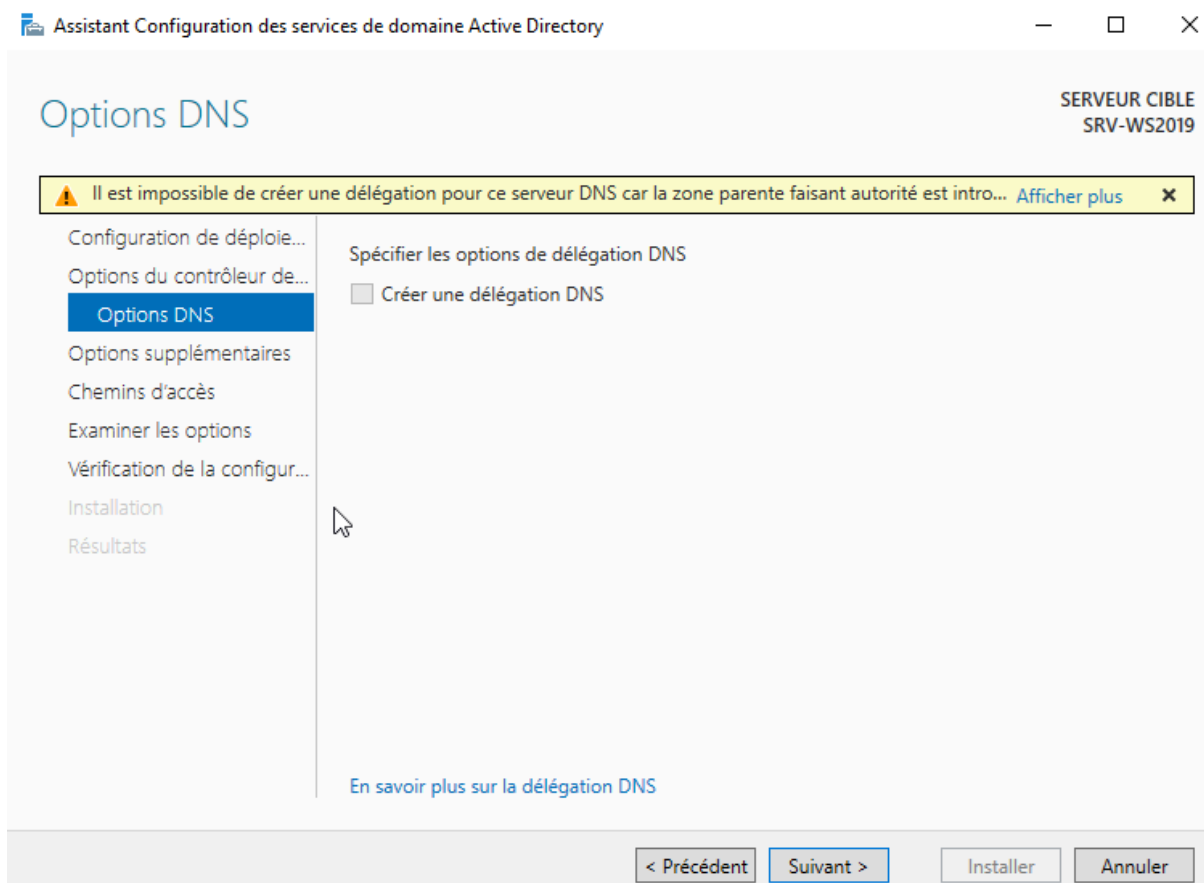 Assistant Configuration des services de domaine Active Directory
Options DNS
SERVEUR CIBLE
SRV-WS2019
Il est impossible de créer une délégation pour ce serveur DNS car la zone parente faisant autorité est intro... Afficher plus
Configuration de déploie...
Options du contrôleur de...
Options DNS
Options supplémentaires
Chemins d'accès
Examiner les options
Vérification de la configur...
Installation
Résultats
Spécifier les options de délégation DNS
Créer une délégation DNS
En savoir plus sur la délégation DNS
< Précédent Suivant > Installer Annuler